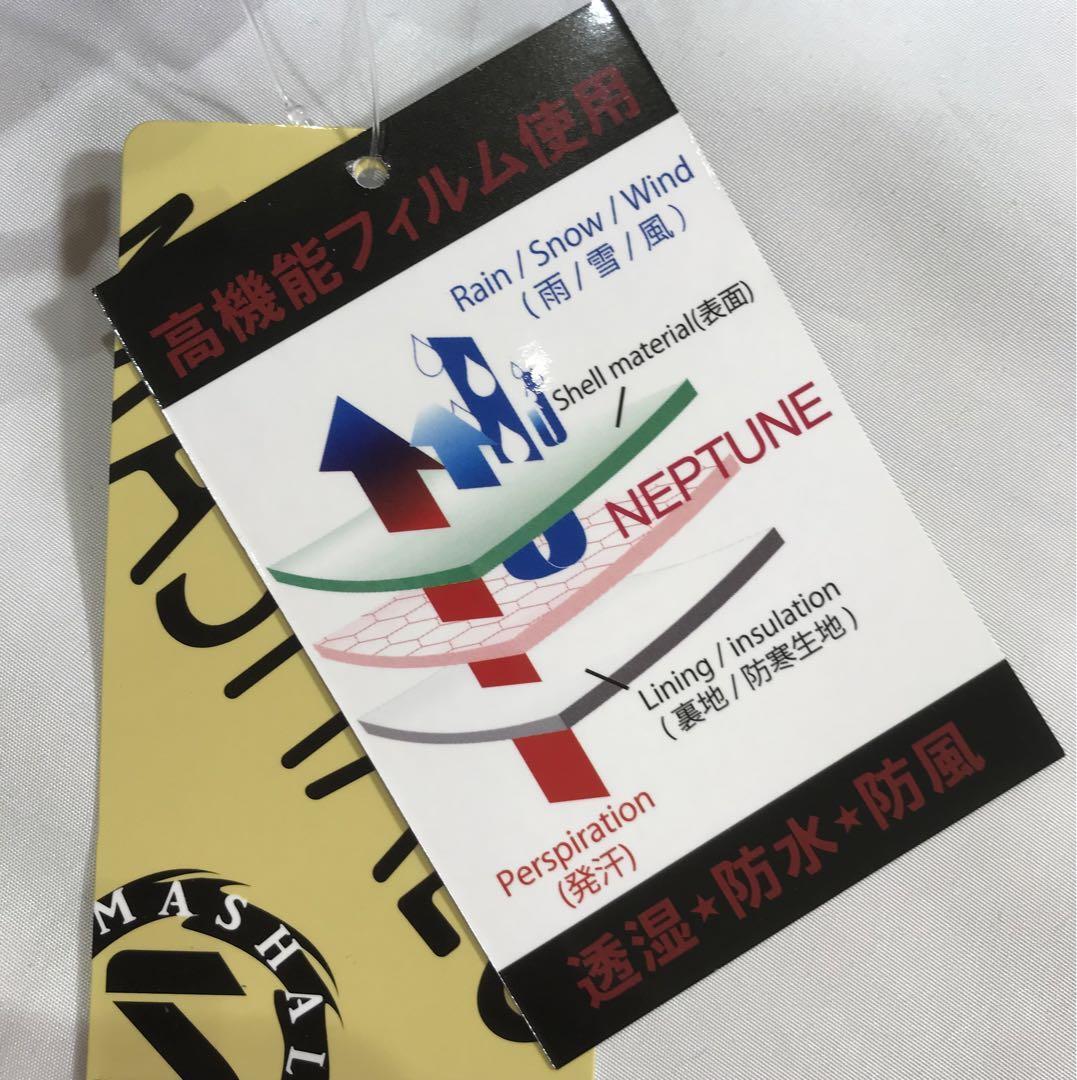 高機能フィルム使用
Rain / Snow / Wind
( 雨 / 雪 / 風 )
Shell material(表面)
NEPTUNE
Lining / insulation
( 裏地 / 防寒生地 )
Perspiration
(発汗)
透湿★防水★防風
MASHAL